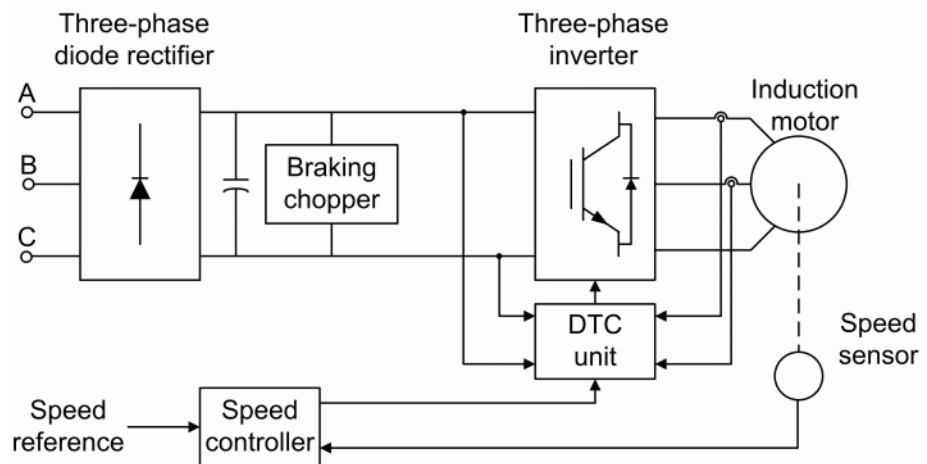 Three-phase
diode rectifier
Three-phase
inverter
Induction
motor
A
B
C
Braking
chopper
DTC
unit
Speed
sensor
Speed
reference
Speed
controller